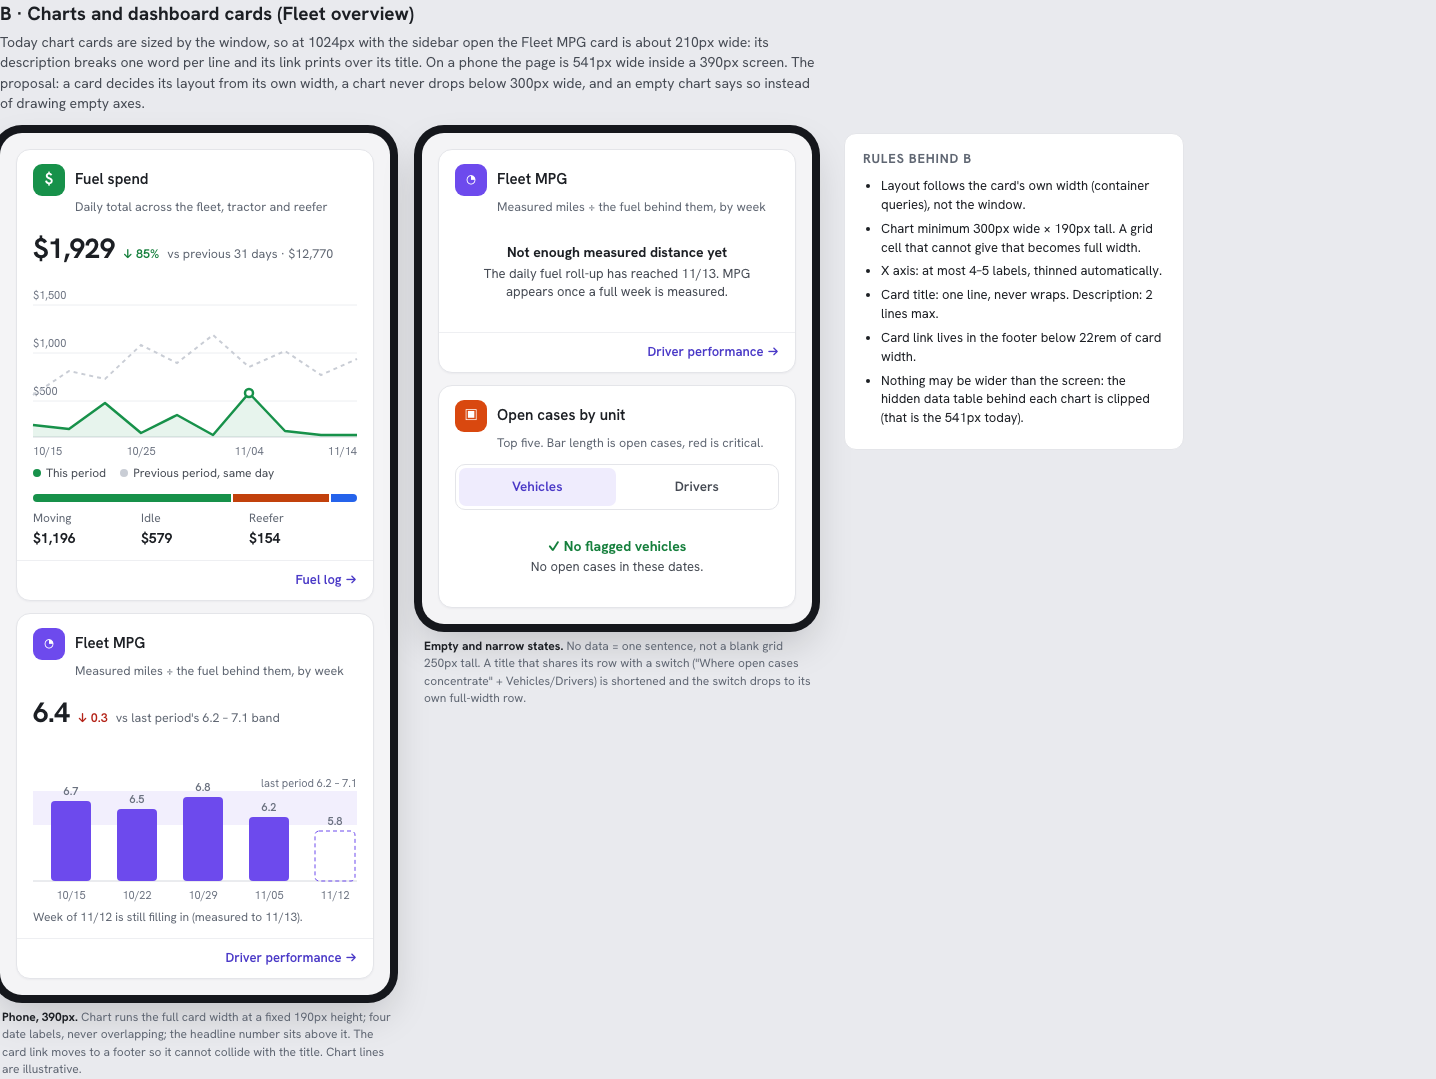 B · Charts and dashboard cards (Fleet overview)
Today chart cards are sized by the window, so at 1024px with the sidebar open the Fleet MPG card is about 210px wide: its
description breaks one word per line and its link prints over its title. On a phone the page is 541px wide inside a 390px screen. The
proposal: a card decides its layout from its own width, a chart never drops below 300px wide, and an empty chart says so instead
of drawing empty axes.
$
Fuel spend
Daily total across the fleet, tractor and reefer
$1,929 ↓ 85% vs previous 31 days · $12,770
$1,500
$1,000
$500
10/15 10/25 11/04 11/14
This period Previous period, same day
Moving Idle Reefer
$1,196 $579 $154
Fuel log →
Fleet MPG
Measured miles ÷ the fuel behind them, by week
6.4 ↓ 0.3 vs last period's 6.2 – 7.1 band
last period 6.2 – 7.1
6.7 6.5 6.8 6.2 5.8
10/15 10/22 10/29 11/05 11/12
Week of 11/12 is still filling in (measured to 11/13).
Driver performance →
Phone, 390px. Chart runs the full card width at a fixed 190px height; four
date labels, never overlapping; the headline number sits above it. The
card link moves to a footer so it cannot collide with the title. Chart lines
are illustrative.
Fleet MPG
Measured miles ÷ the fuel behind them, by week
Not enough measured distance yet
The daily fuel roll-up has reached 11/13. MPG
appears once a full week is measured.
Driver performance →
Open cases by unit
Top five. Bar length is open cases, red is critical.
Vehicles Drivers
✓ No flagged vehicles
No open cases in these dates.
Empty and narrow states. No data = one sentence, not a blank grid
250px tall. A title that shares its row with a switch ("Where open cases
concentrate" + Vehicles/Drivers) is shortened and the switch drops to its
own full-width row.
RULES BEHIND B
• Layout follows the card's own width (container
queries), not the window.
• Chart minimum 300px wide × 190px tall. A grid
cell that cannot give that becomes full width.
• X axis: at most 4–5 labels, thinned automatically.
• Card title: one line, never wraps. Description: 2
lines max.
• Card link lives in the footer below 22rem of card
width.
• Nothing may be wider than the screen: the
hidden data table behind each chart is clipped
(that is the 541px today).